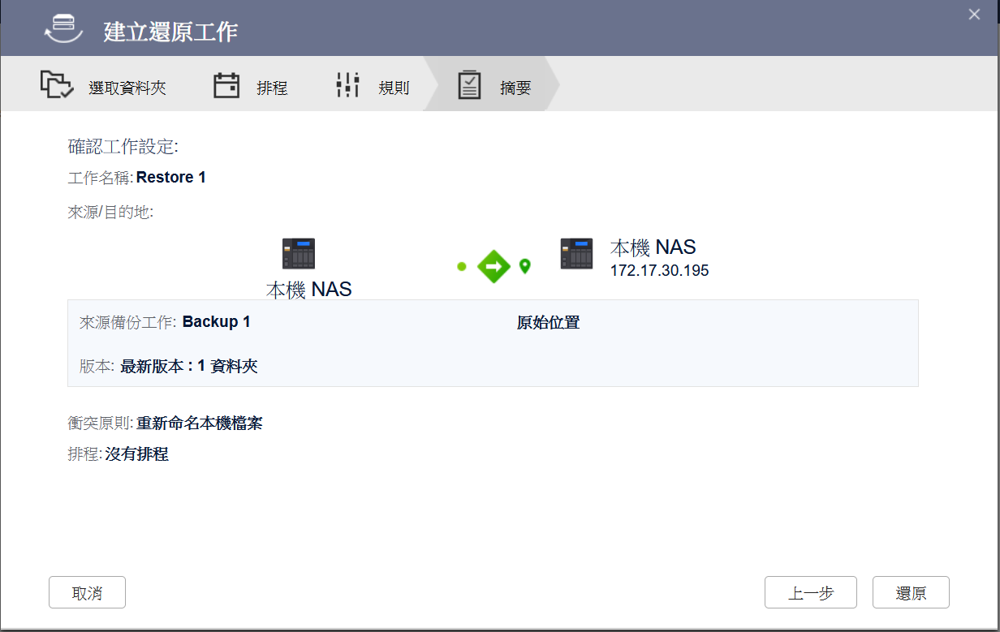 建立還原工作
選取資料夾 排程 規則 摘要
確認工作設定:
工作名稱: Restore 1
來源/目的地:
本機 NAS
172.17.30.195
本機 NAS
來源備份工作: Backup 1 原始位置
版本: 最新版本 : 1 資料夾
衝突原則: 重新命名本機檔案
排程: 沒有排程
取消 上一步 還原